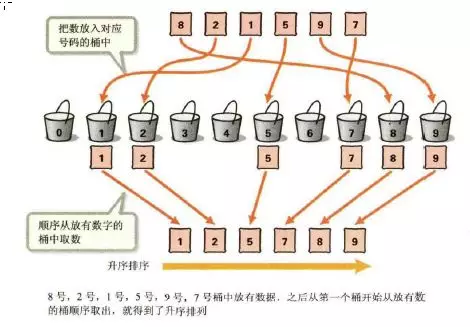 8 2 1 5 9 7
把数放入对应
号码的桶中
0 1 2 3 4 5 6 7 8 9
1 2 5 7 8 9
顺序从放有数字的
桶中取数
1 2 5 7 8 9
升序排序
8号，2号，1号，5号，9号，7号桶中放有数据．之后从第一个桶开始从放有数
的桶顺序取出，就得到了升序排列